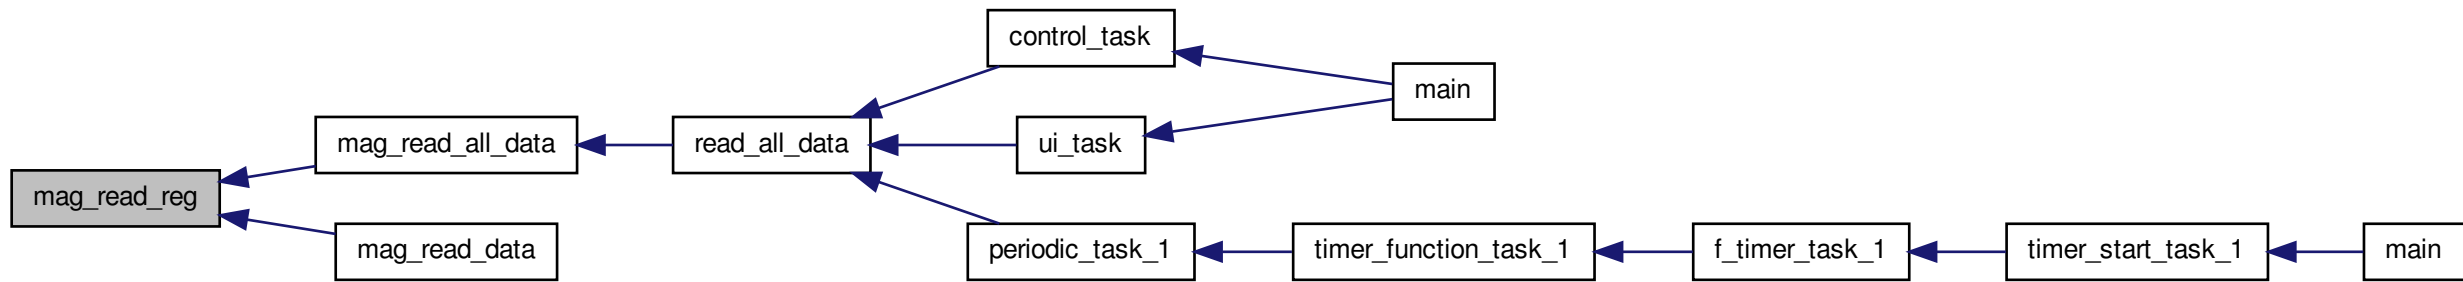 control_task
main
mag_read_all_data
read_all_data
ui_task
mag_read_reg
mag_read_data
periodic_task_1
timer_function_task_1
f_timer_task_1
timer_start_task_1
main